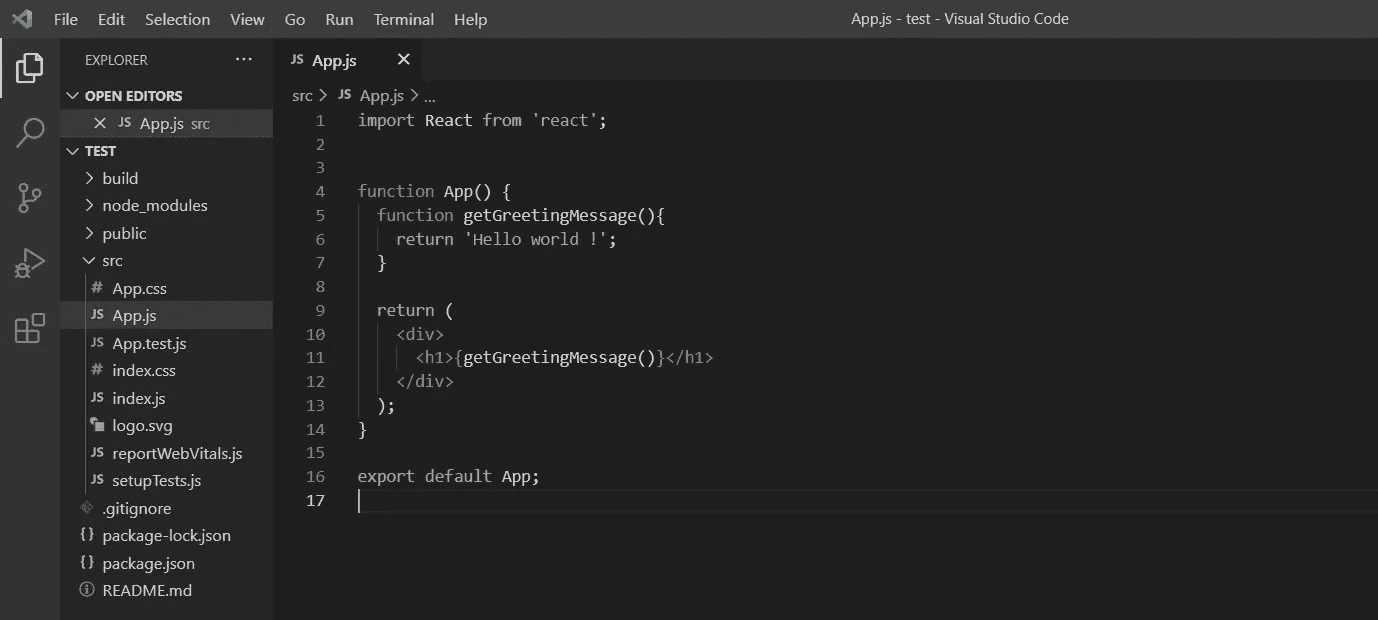 File Edit Selection View Go Run Terminal Help App.js - test - Visual Studio Code
EXPLORER ...
OPEN EDITORS
JS App.js src
TEST
build
node_modules
public
src
# App.css
JS App.js
JS App.test.js
# index.css
JS index.js
logo.svg
JS reportWebVitals.js
JS setupTests.js
.gitignore
{} package-lock.json
{} package.json
README.md
JS App.js
src > JS App.js > ...
1 import React from 'react';
2
3
4 function App() {
5   function getGreetingMessage(){
6     return 'Hello world !';
7   }
8
9   return (
10     <div>
11       <h1>{getGreetingMessage()}</h1>
12     </div>
13   );
14 }
15
16 export default App;
17